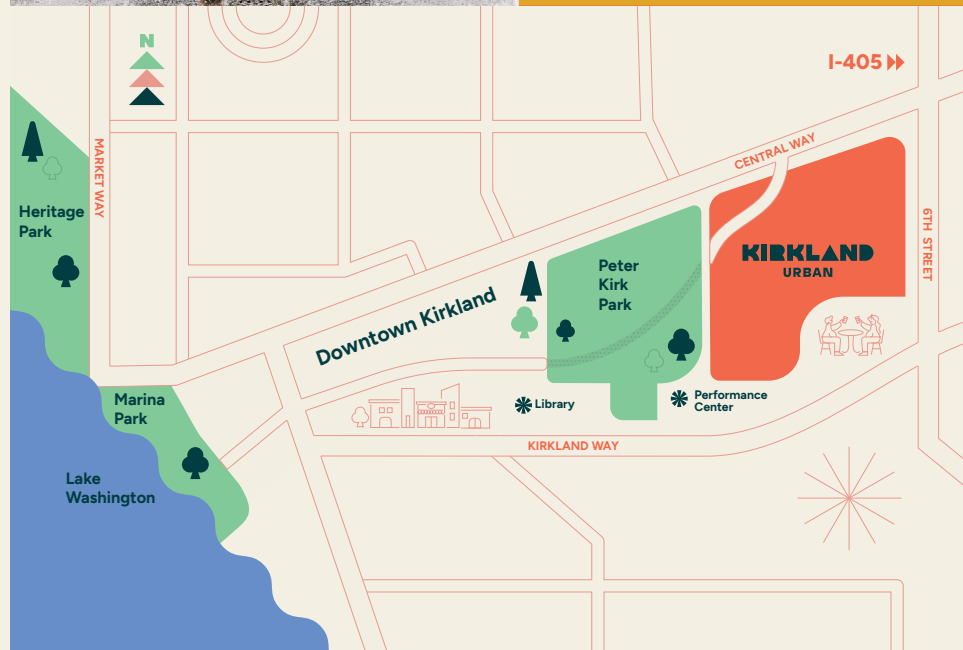 N
I-405
CENTRAL WAY
MARKET WAY
Heritage
Park
6TH STREET
KIRKLAND
URBAN
Peter
Kirk
Park
Downtown Kirkland
Marina
Park
Library
Performance
Center
KIRKLAND WAY
Lake
Washington